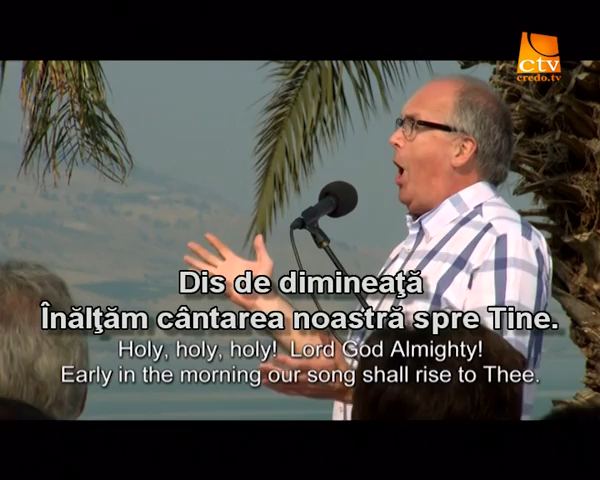 ctv
credo.tv
Dis de dimineaţă
Înălţăm cântarea noastră spre Tine.
Holy, holy, holy! Lord God Almighty!
Early in the morning our song shall rise to Thee.